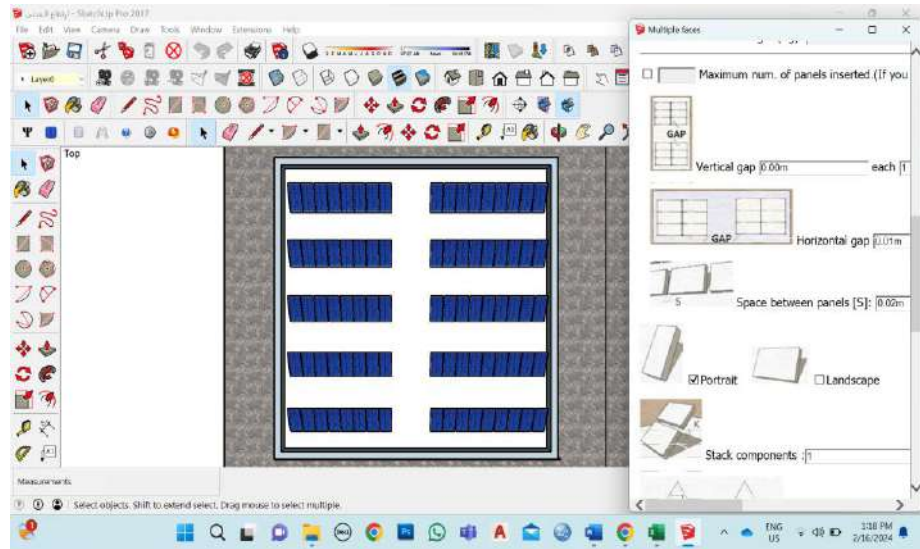 SketchUp Pro 2017
File Edit View Camera Draw Tools Window Extensions Help
Layer0
Top
Multiple faces
Maximum num. of panels inserted.(If you
GAP
Vertical gap 0.00m each 1
GAP
Horizontal gap 0.01m
S
Space between panels [S]: 0.02m
Portrait Landscape
K
Stack components : 1
Measurements
Select objects. Shift to extend select. Drag mouse to select multiple.
ENG
US
3:18 PM
2/16/2024